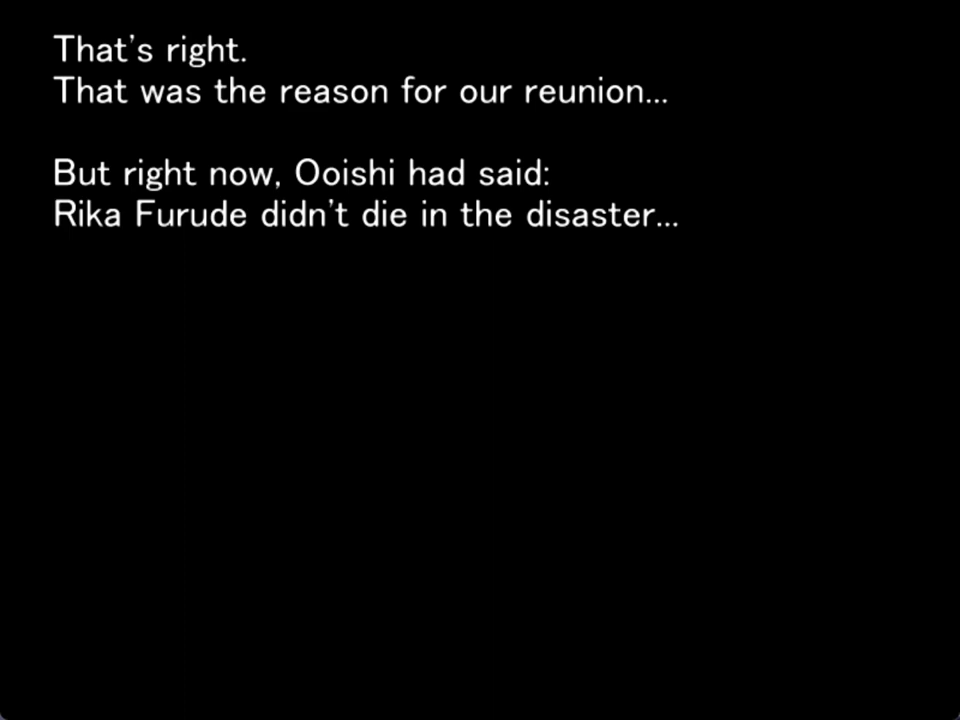 That's right.
That was the reason for our reunion...
But right now, Ooishi had said:
Rika Furude didn't die in the disaster...